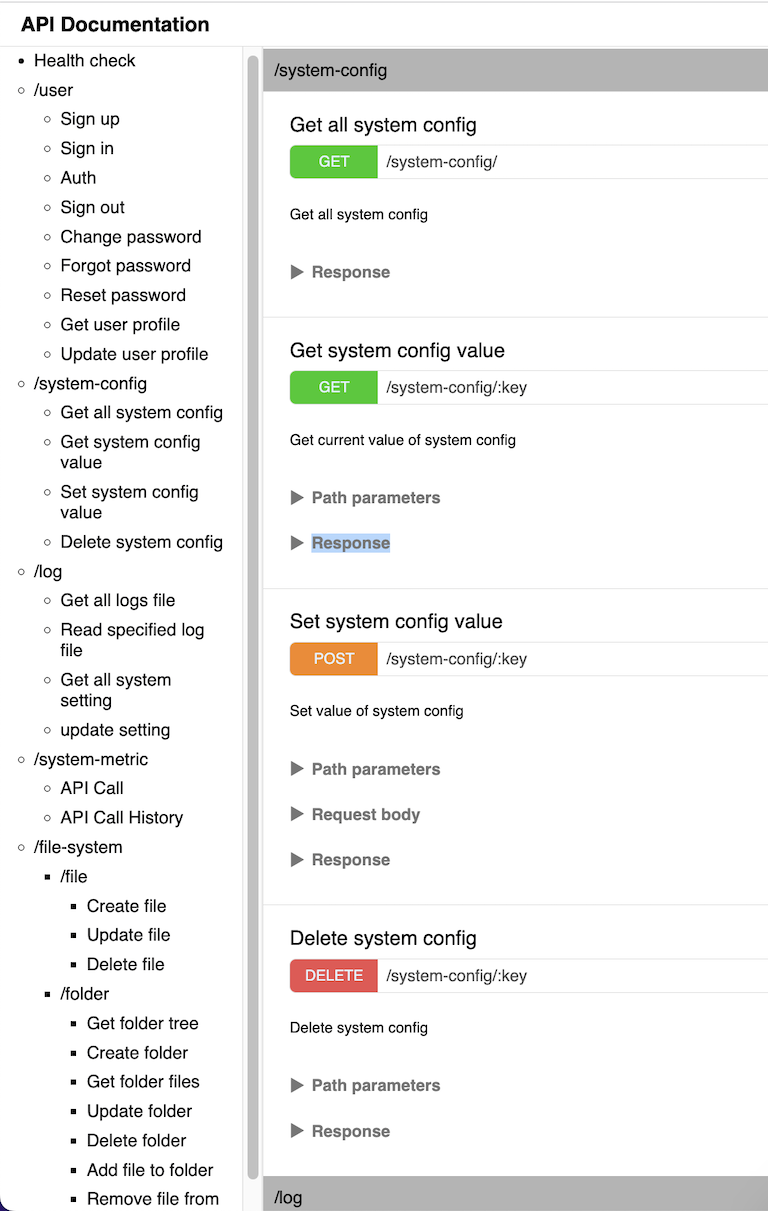 API Documentation
Health check
/user
Sign up
Sign in
Auth
Sign out
Change password
Forgot password
Reset password
Get user profile
Update user profile
/system-config
Get all system config
Get system config
value
Set system config
value
Delete system config
/log
Get all logs file
Read specified log
file
Get all system
setting
update setting
/system-metric
API Call
API Call History
/file-system
/file
Create file
Update file
Delete file
/folder
Get folder tree
Create folder
Get folder files
Update folder
Delete folder
Add file to folder
Remove file from
/system-config
Get all system config
GET /system-config/
Get all system config
Response
Get system config value
GET /system-config/:key
Get current value of system config
Path parameters
Response
Set system config value
POST /system-config/:key
Set value of system config
Path parameters
Request body
Response
Delete system config
DELETE /system-config/:key
Delete system config
Path parameters
Response
/log